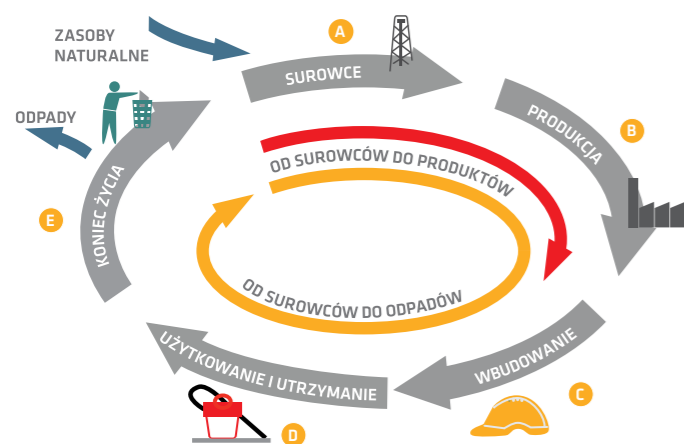 ZASOBY
NATURALNE
A
SUROWCE
PRODUKCJA
B
ODPADY
OD SUROWCÓW DO PRODUKTÓW
KONIEC ŻYCIA
E
OD SUROWCÓW DO ODPADÓW
WBUDOWANIE
C
UŻYTKOWANIE I UTRZYMANIE
D